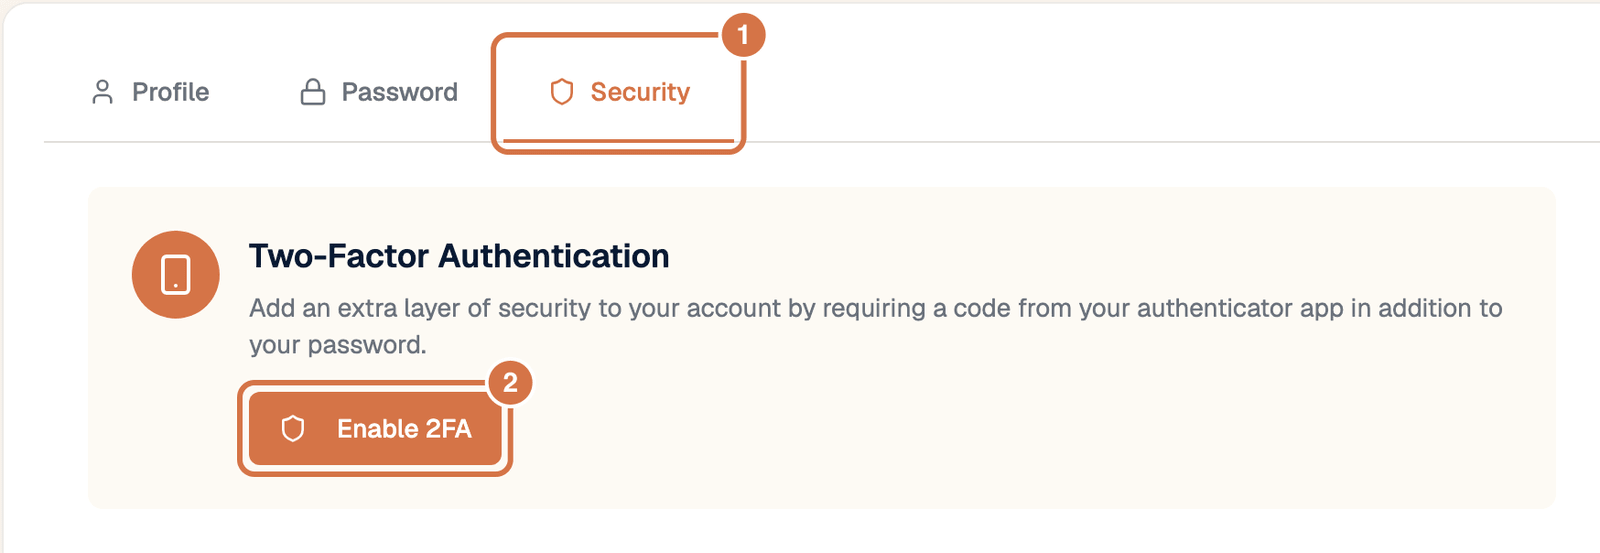 1
Profile
Password
Security
Two-Factor Authentication
Add an extra layer of security to your account by requiring a code from your authenticator app in addition to
your password.
2
Enable 2FA